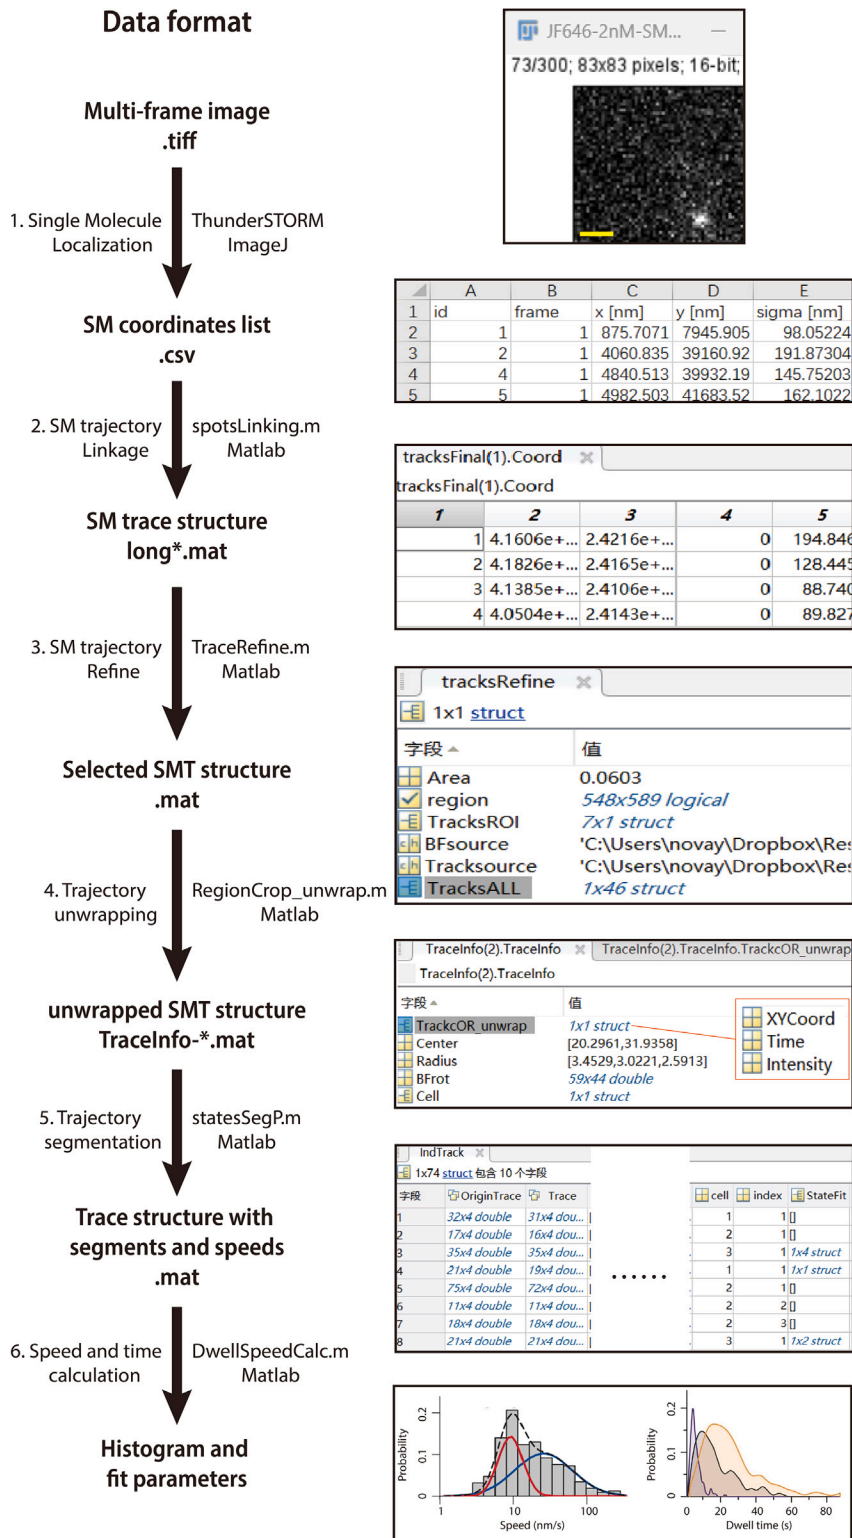 Data format
Multi-frame image
.tiff
1. Single Molecule
Localization
ThunderSTORM
ImageJ
SM coordinates list
.csv
2. SM trajectory
Linkage
spotsLinking.m
Matlab
SM trace structure
long*.mat
3. SM trajectory
Refine
TraceRefine.m
Matlab
Selected SMT structure
.mat
4. Trajectory
unwrapping
RegionCrop_unwrap.m
Matlab
unwrapped SMT structure
TraceInfo-*.mat
5. Trajectory
segmentation
statesSegP.m
Matlab
Trace structure with
segments and speeds
.mat
6. Speed and time
calculation
DwellSpeedCalc.m
Matlab
Histogram and
fit parameters
JF646-2nM-SM...
73/300; 83x83 pixels; 16-bit;
A B C D E
1 id frame x [nm] y [nm] sigma [nm]
2 1 1 875.7071 7945.905 98.05224
3 2 1 4060.835 39160.92 191.87304
4 4 1 4840.513 39932.19 145.75203
5 5 1 4982.503 41683.52 162.1022
tracksFinal(1).Coord
tracksFinal(1).Coord
1 2 3 4 5
1 4.1606e+... 2.4216e+... 0 194.846
2 4.1826e+... 2.4165e+... 0 128.445
3 4.1385e+... 2.4106e+... 0 88.740
4 4.0504e+... 2.4143e+... 0 89.827
tracksRefine
1x1 struct
字段 值
Area 0.0603
region 548x589 logical
TracksROI 7x1 struct
BFsource 'C:\Users\novay\Dropbox\Res
Tracksource 'C:\Users\novay\Dropbox\Res
TracksALL 1x46 struct
TraceInfo(2).TraceInfo TraceInfo(2).TraceInfo.TrackcOR_unwrap
TraceInfo(2).TraceInfo
字段 值
TrackcOR_unwrap 1x1 struct
Center [20.2961,31.9358]
Radius [3.4529,3.0221,2.5913]
BFrot 59x44 double
Cell 1x1 struct
XYCoord
Time
Intensity
IndTrack
1x74 struct 包含 10 个字段
字段 OriginTrace Trace cell index StateFit
1 32x4 double 31x4 dou... 1 1 []
2 17x4 double 16x4 dou... 2 1 []
3 35x4 double 35x4 dou... 3 1 1x4 struct
4 21x4 double 19x4 dou... 1 1 1x1 struct
5 75x4 double 72x4 dou... 2 1 []
6 11x4 double 11x4 dou... 2 2 []
7 18x4 double 18x4 dou... 2 3 []
8 21x4 double 21x4 dou... 3 1 1x2 struct
......
Probability
0.2
0.1
0
1 10 100
Speed (nm/s)
Probability
0.2
0.1
0
0 20 40 60 80
Dwell time (s)